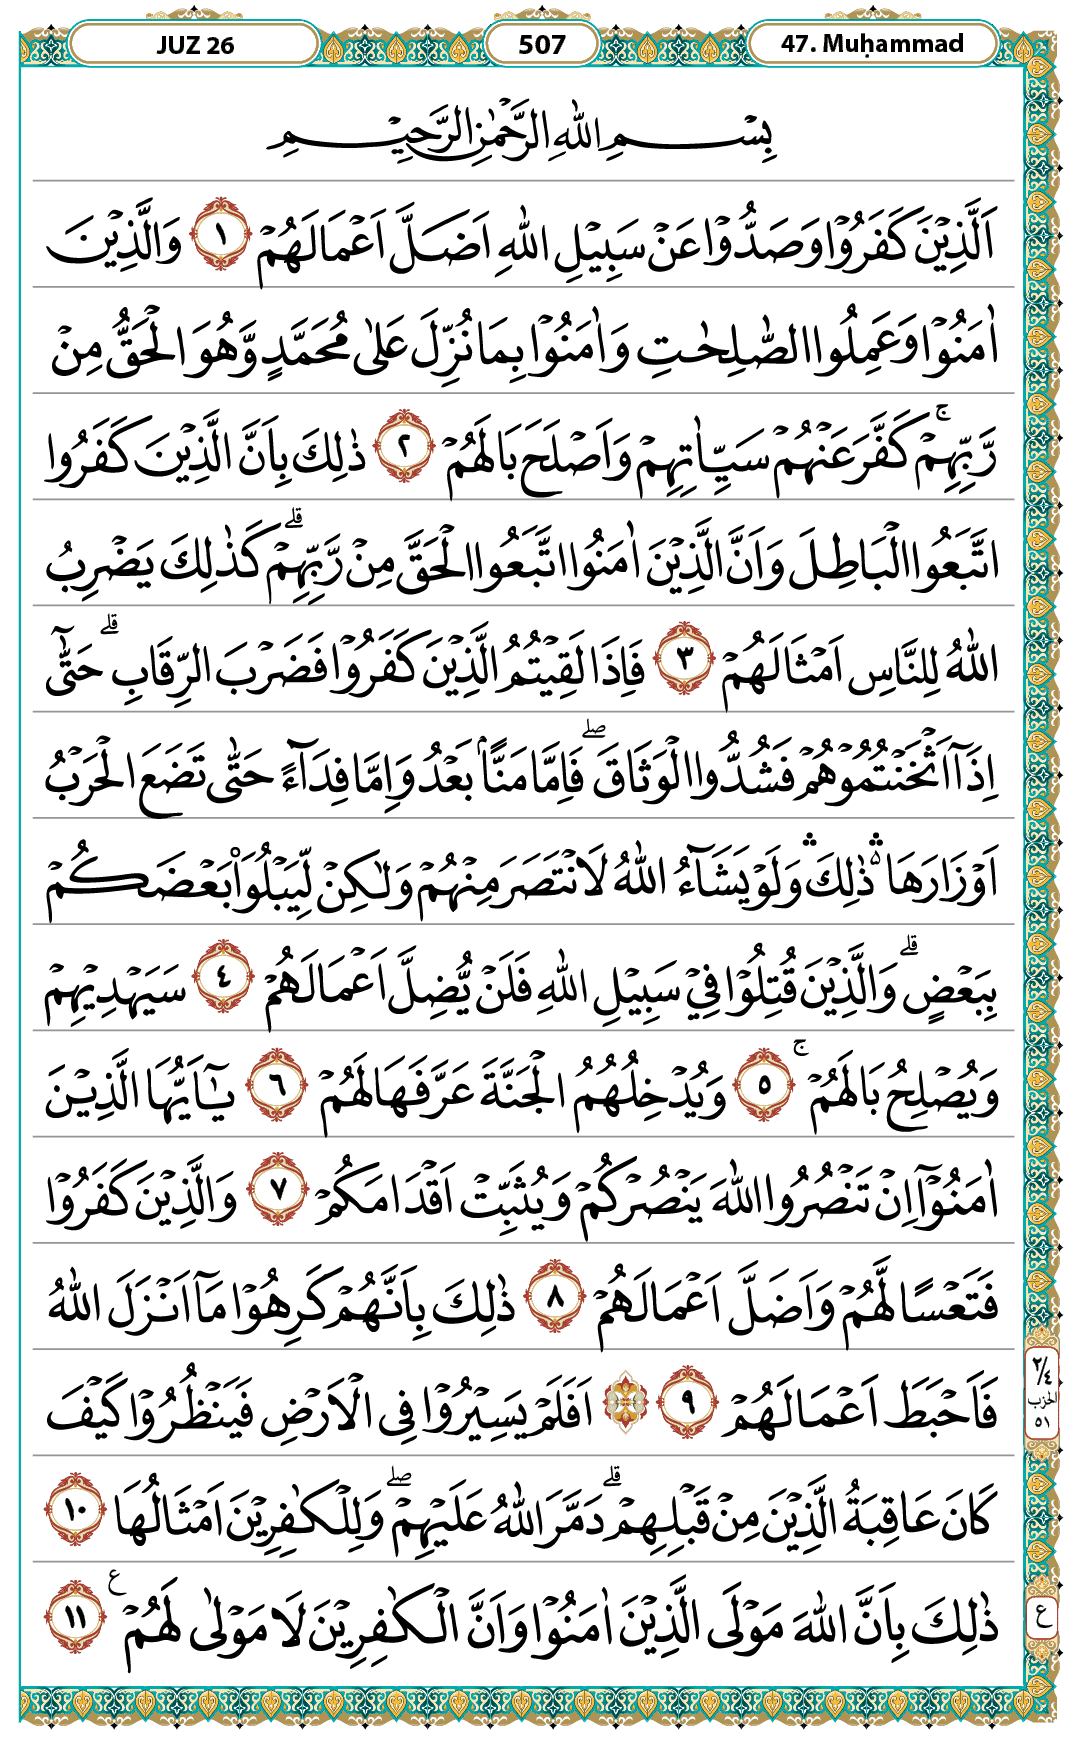 JUZ 26 507 47. Muḥammad
بِسْمِ اللّٰهِ الرَّحْمٰنِ الرَّحِيْمِ
اَلَّذِيْنَ كَفَرُوْا وَصَدُّوْا عَنْ سَبِيْلِ اللّٰهِ اَضَلَّ اَعْمَالَهُمْ ١ وَالَّذِيْنَ
اٰمَنُوْا وَعَمِلُوا الصّٰلِحٰتِ وَاٰمَنُوْا بِمَا نُزِّلَ عَلٰى مُحَمَّدٍ وَّهُوَ الْحَقُّ مِنْ
رَّبِّهِمْۚ كَفَّرَ عَنْهُمْ سَيِّاٰتِهِمْ وَاَصْلَحَ بَالَهُمْ ٢ ذٰلِكَ بِاَنَّ الَّذِيْنَ كَفَرُوا
اتَّبَعُوا الْبَاطِلَ وَاَنَّ الَّذِيْنَ اٰمَنُوا اتَّبَعُوا الْحَقَّ مِنْ رَّبِّهِمْۗ كَذٰلِكَ يَضْرِبُ
اللّٰهُ لِلنَّاسِ اَمْثَالَهُمْ ٣ فَاِذَا لَقِيْتُمُ الَّذِيْنَ كَفَرُوْا فَضَرْبَ الرِّقَابِۗ حَتّٰٓى
اِذَآ اَثْخَنْتُمُوْهُمْ فَشُدُّوا الْوَثَاقَۖ فَاِمَّا مَنًّاۢ بَعْدُ وَاِمَّا فِدَاۤءً حَتّٰى تَضَعَ الْحَرْبُ
اَوْزَارَهَا ۛ ذٰلِكَ ۛ وَلَوْ يَشَاۤءُ اللّٰهُ لَانْتَصَرَ مِنْهُمْ وَلٰكِنْ لِّيَبْلُوَا۟ بَعْضَكُمْ
بِبَعْضٍۗ وَالَّذِيْنَ قُتِلُوْا فِيْ سَبِيْلِ اللّٰهِ فَلَنْ يُّضِلَّ اَعْمَالَهُمْ ٤ سَيَهْدِيْهِمْ
وَيُصْلِحُ بَالَهُمْۚ ٥ وَيُدْخِلُهُمُ الْجَنَّةَ عَرَّفَهَا لَهُمْ ٦ يٰٓاَيُّهَا الَّذِيْنَ
اٰمَنُوْٓا اِنْ تَنْصُرُوا اللّٰهَ يَنْصُرْكُمْ وَيُثَبِّتْ اَقْدَامَكُمْ ٧ وَالَّذِيْنَ كَفَرُوْا
فَتَعْسًا لَّهُمْ وَاَضَلَّ اَعْمَالَهُمْ ٨ ذٰلِكَ بِاَنَّهُمْ كَرِهُوْا مَآ اَنْزَلَ اللّٰهُ
فَاَحْبَطَ اَعْمَالَهُمْ ٩ ۞ اَفَلَمْ يَسِيْرُوْا فِى الْاَرْضِ فَيَنْظُرُوْا كَيْفَ
كَانَ عَاقِبَةُ الَّذِيْنَ مِنْ قَبْلِهِمْۗ دَمَّرَ اللّٰهُ عَلَيْهِمْۖ وَلِلْكٰفِرِيْنَ اَمْثَالُهَا ١٠
ذٰلِكَ بِاَنَّ اللّٰهَ مَوْلَى الَّذِيْنَ اٰمَنُوْا وَاَنَّ الْكٰفِرِيْنَ لَا مَوْلٰى لَهُمْ ࣖ ١١
٢/٤
الحزب
٥١
ع